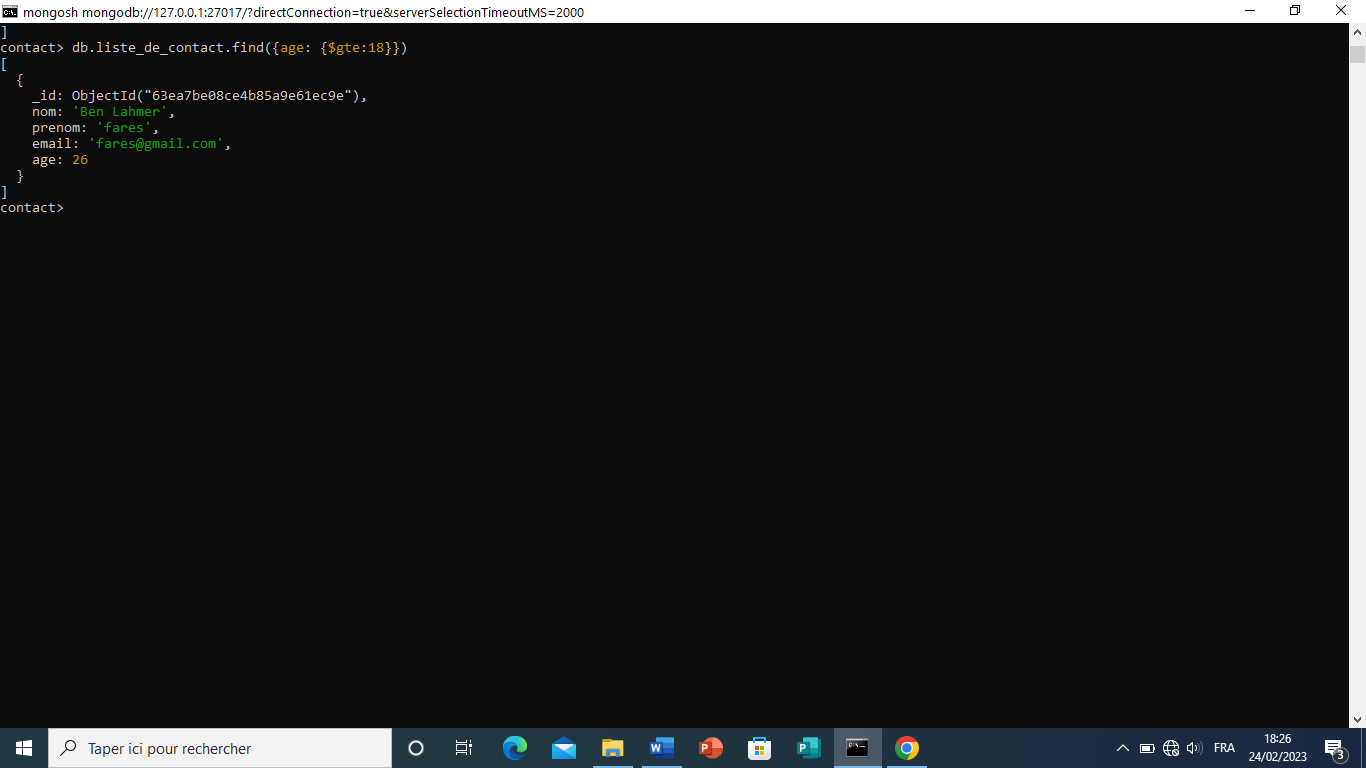 mongosh mongodb://127.0.0.1:27017/?directConnection=true&serverSelectionTimeoutMS=2000
]
contact> db.liste_de_contact.find({age: {$gte:18}})
[
  {
    _id: ObjectId("63ea7be08ce4b85a9e61ec9e"),
    nom: 'Ben Lahmer',
    prenom: 'fares',
    email: 'fares@gmail.com',
    age: 26
  }
]
contact>
Taper ici pour rechercher
FRA
18:26
24/02/2023
3